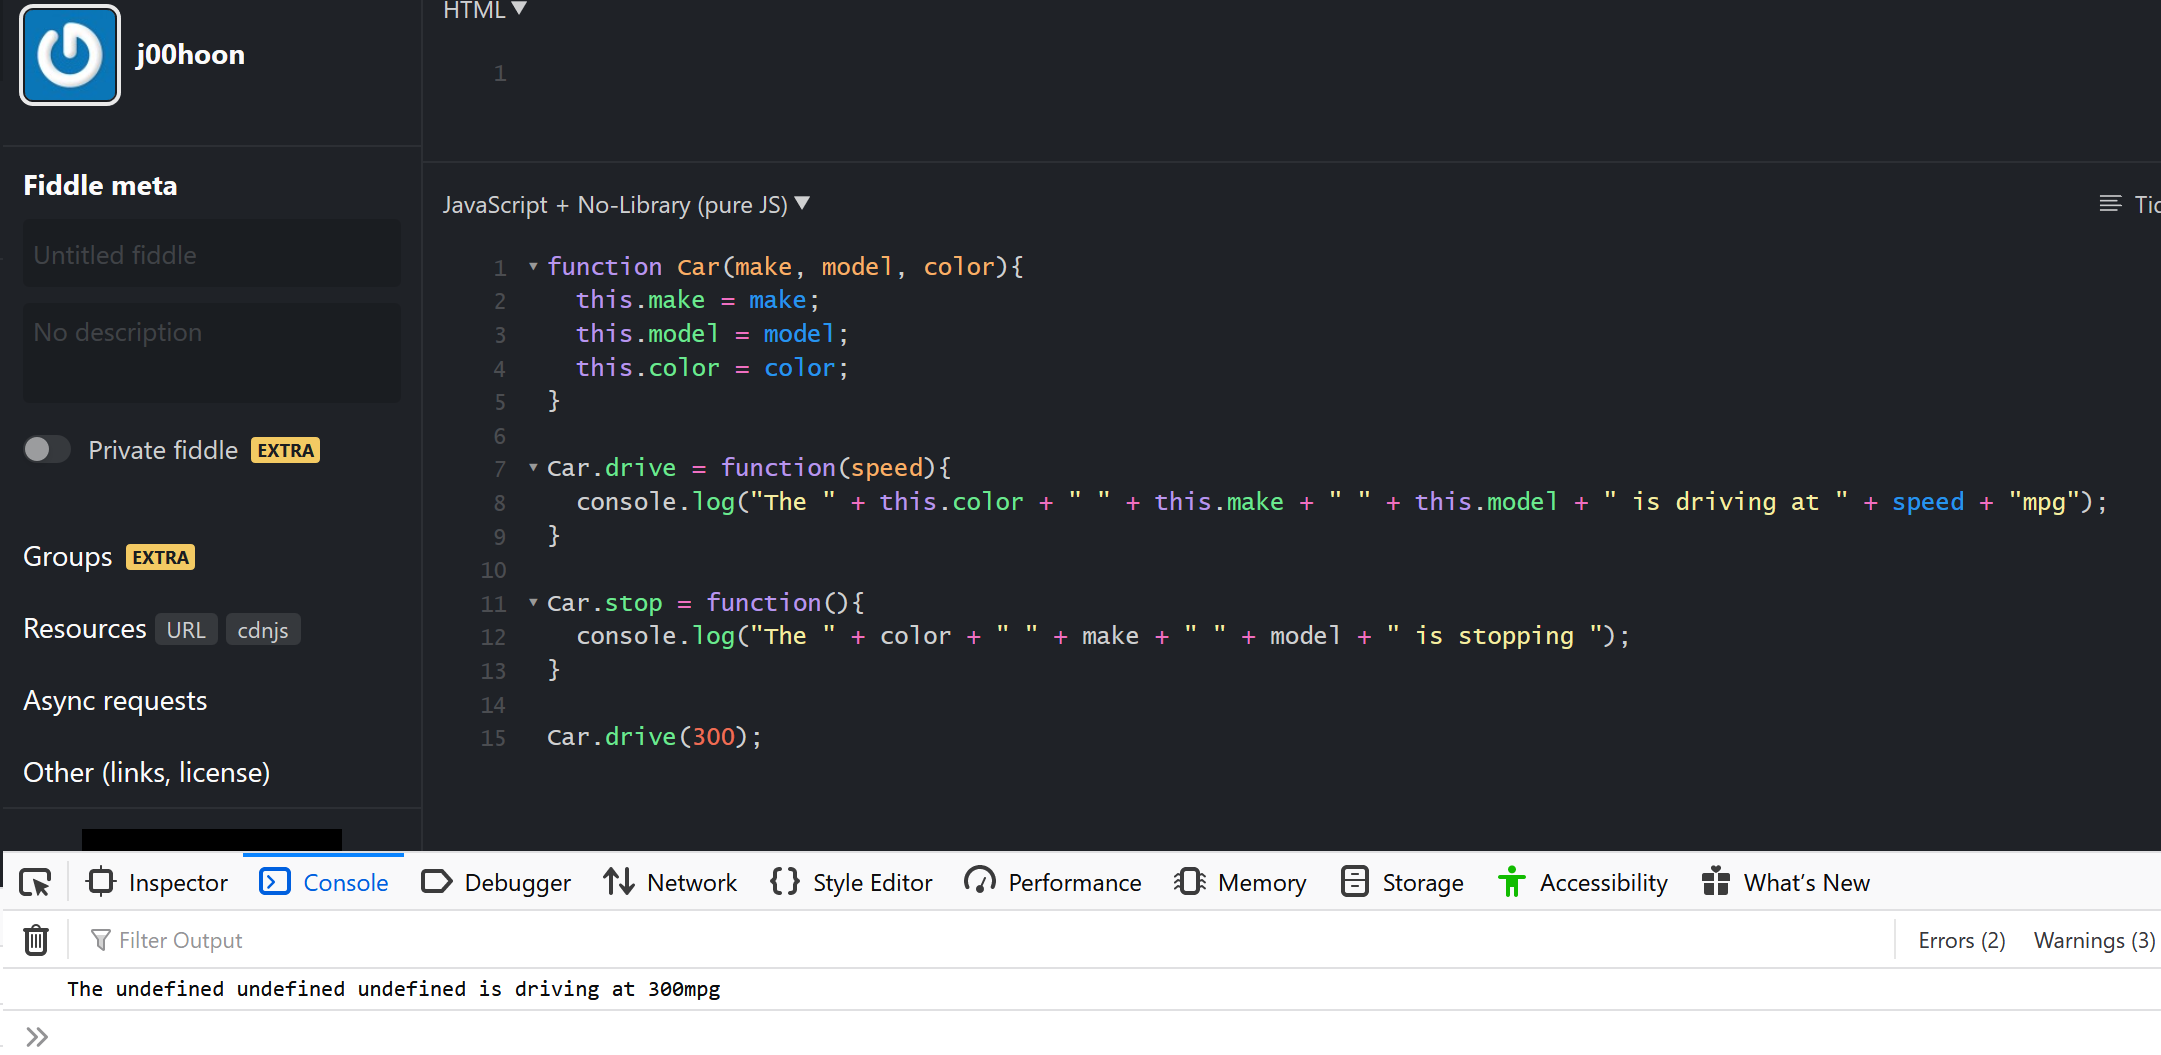 j00hoon
Fiddle meta
Untitled fiddle
No description
Private fiddle EXTRA
Groups EXTRA
Resources URL cdnjs
Async requests
Other (links, license)
HTML ▼
1
JavaScript + No-Library (pure JS) ▼
1 function Car(make, model, color){
2 this.make = make;
3 this.model = model;
4 this.color = color;
5 }
6
7 Car.drive = function(speed){
8 console.log("The " + this.color + " " + this.make + " " + this.model + " is driving at " + speed + "mpg");
9 }
10
11 Car.stop = function(){
12 console.log("The " + color + " " + make + " " + model + " is stopping ");
13 }
14
15 Car.drive(300);
Inspector Console Debugger Network Style Editor Performance Memory Storage Accessibility What's New
Filter Output Errors (2) Warnings (3)
The undefined undefined undefined is driving at 300mpg